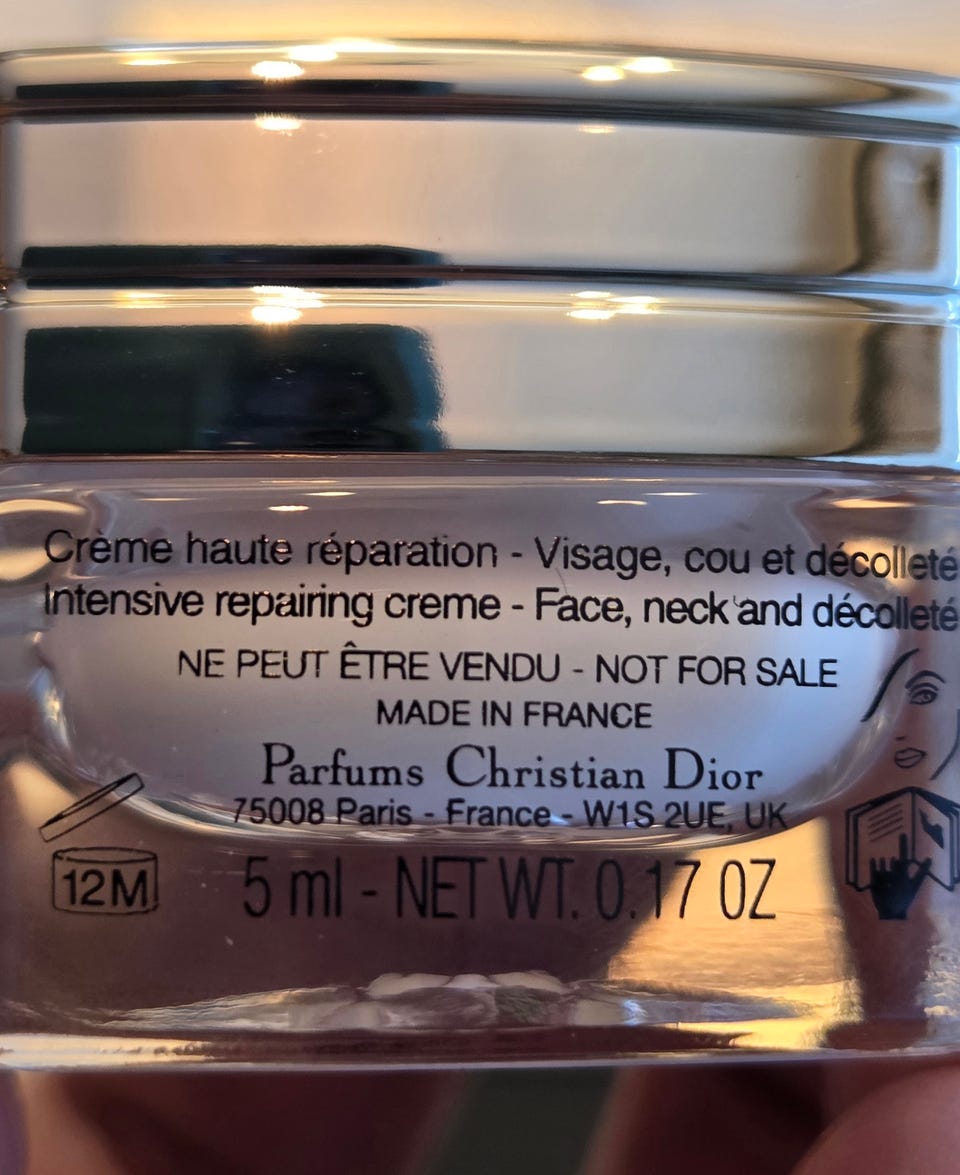 Crème haute réparation - Visage, cou et décolleté
Intensive repairing creme - Face, neck and décolleté
NE PEUT ÊTRE VENDU - NOT FOR SALE
MADE IN FRANCE
Parfums Christian Dior
75008 Paris - France - W1S 2UE, UK
12M
5 ml - NET WT. 0.17 OZ